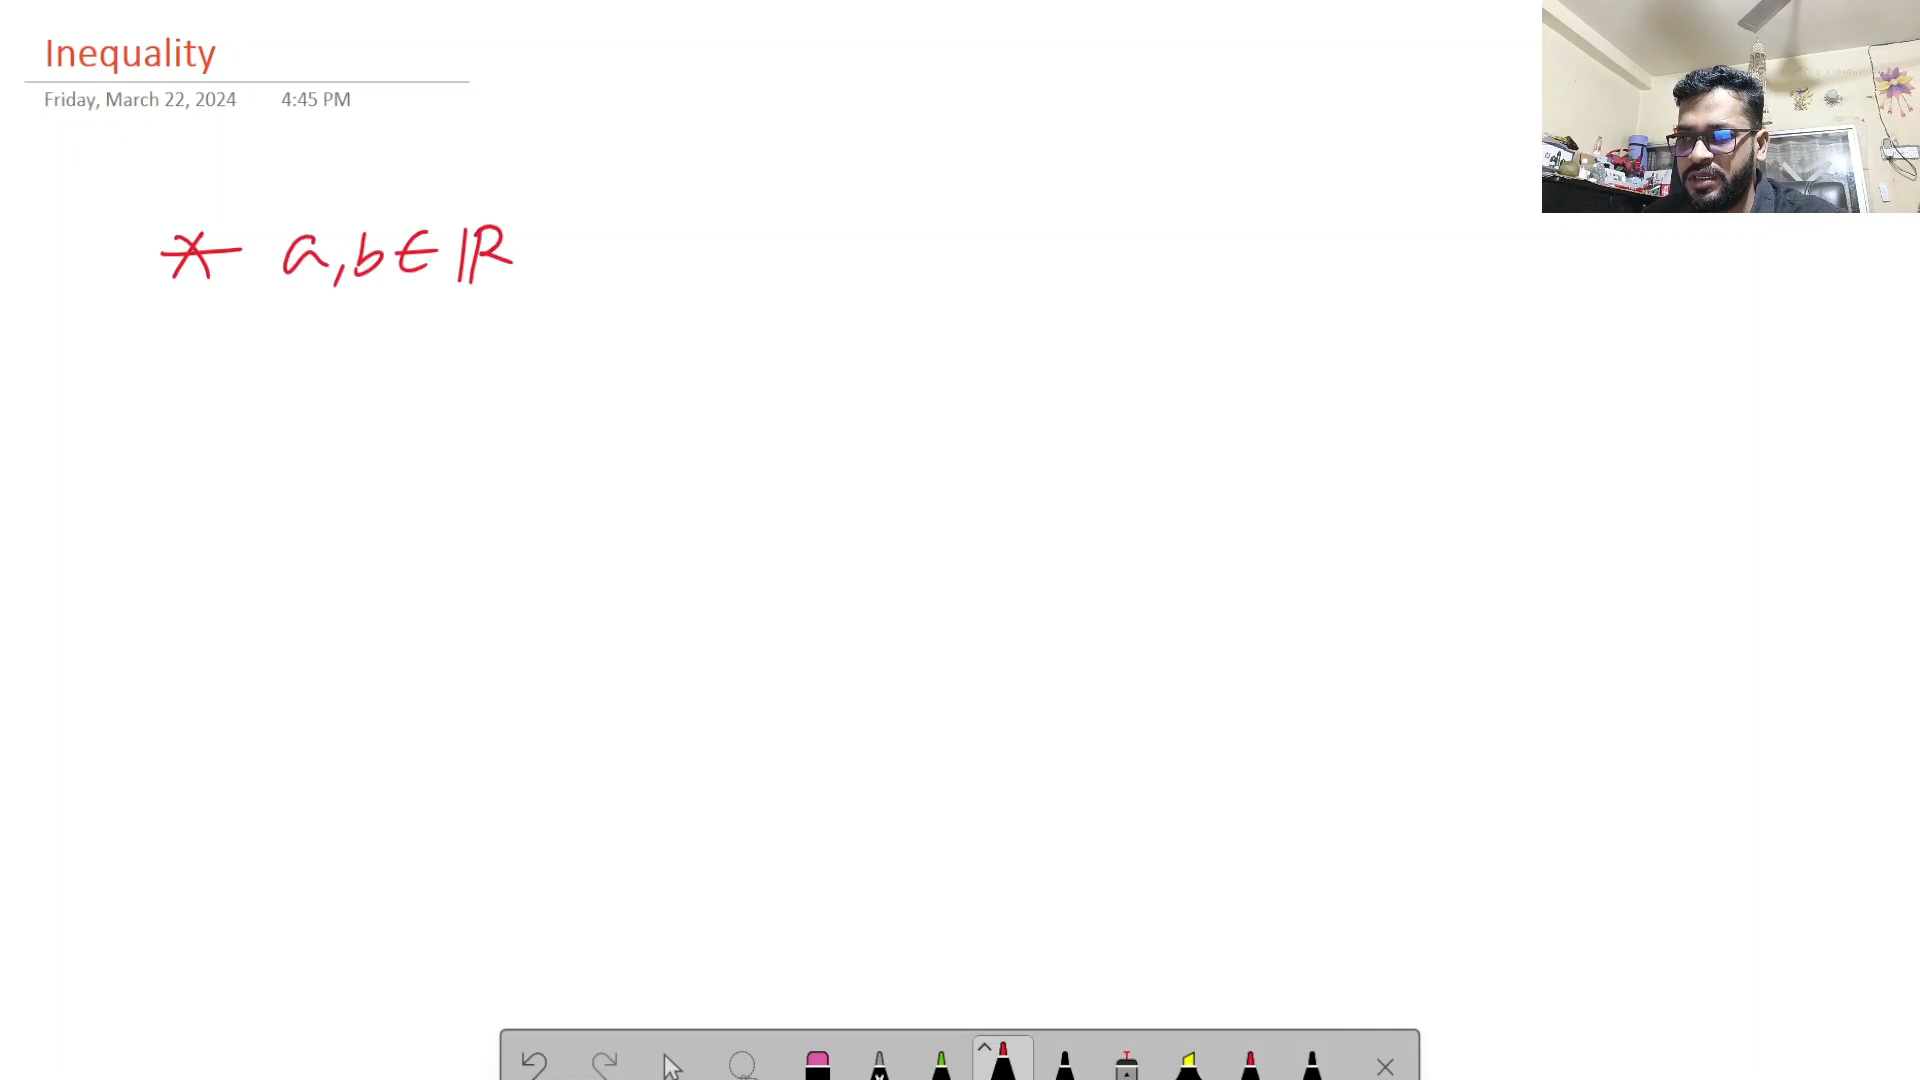 Inequality
Friday, March 22, 2024 4:45 PM
* a, b ∈ ℝ